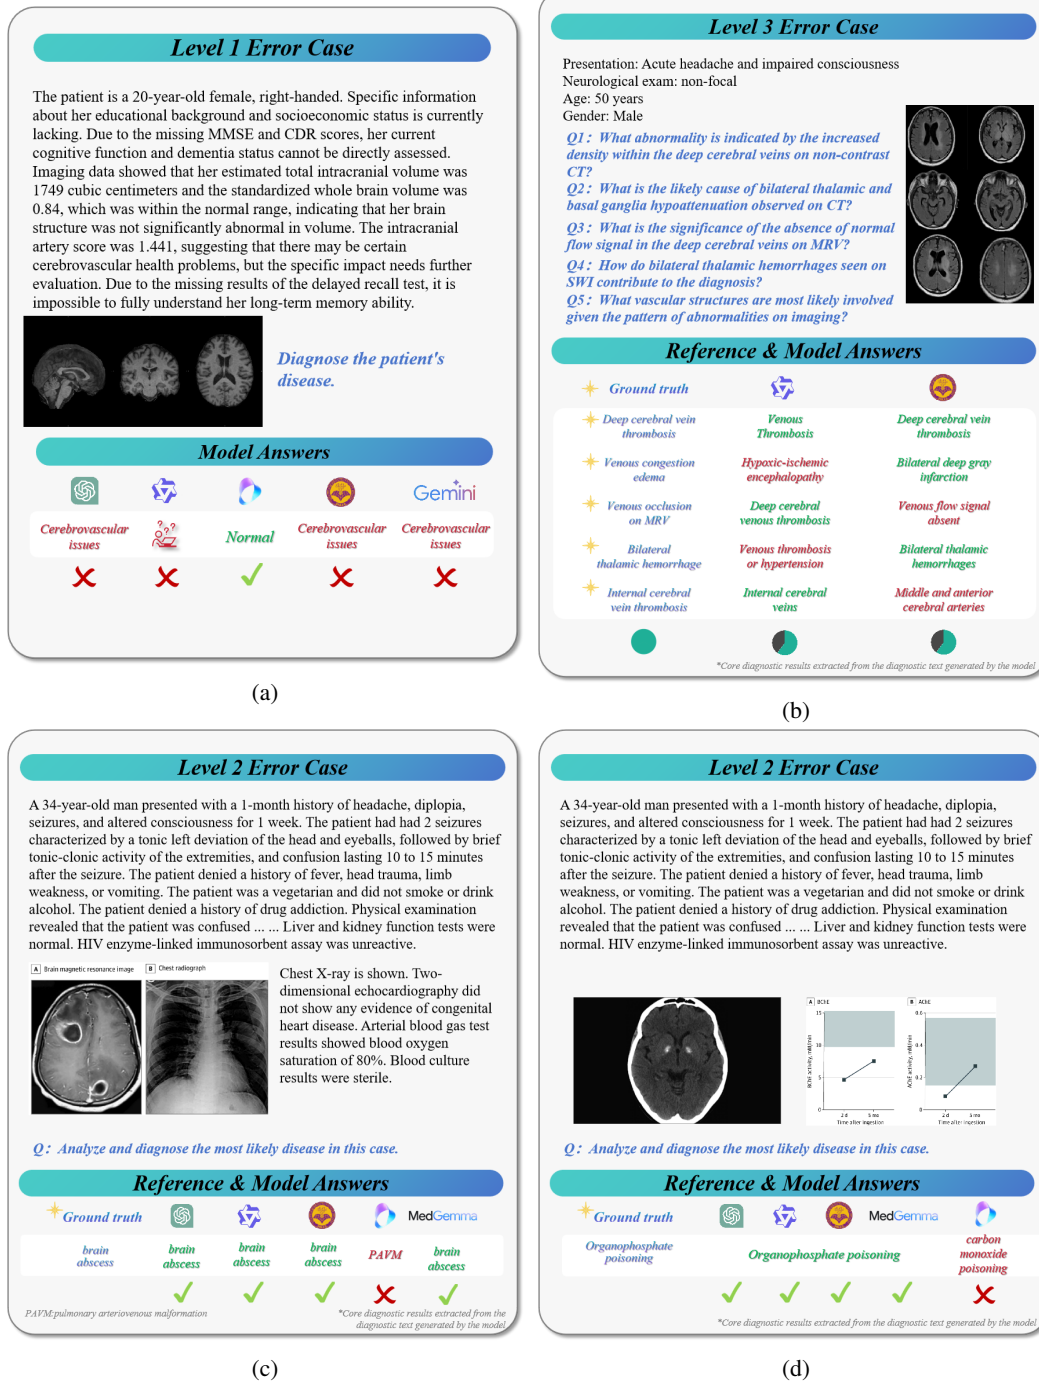 Level 1 Error Case
The patient is a 20-year-old female, right-handed. Specific information
about her educational background and socioeconomic status is currently
lacking. Due to the missing MMSE and CDR scores, her current
cognitive function and dementia status cannot be directly assessed.
Imaging data showed that her estimated total intracranial volume was
1749 cubic centimeters and the standardized whole brain volume was
0.84, which was within the normal range, indicating that her brain
structure was not significantly abnormal in volume. The intracranial
artery score was 1.441, suggesting that there may be certain
cerebrovascular health problems, but the specific impact needs further
evaluation. Due to the missing results of the delayed recall test, it is
impossible to fully understand her long-term memory ability.
Diagnose the patient's
disease.
Model Answers
Gemini
Cerebrovascular
issues
???
Normal
Cerebrovascular
issues
Cerebrovascular
issues
(a)
Level 3 Error Case
Presentation: Acute headache and impaired consciousness
Neurological exam: non-focal
Age: 50 years
Gender: Male
Q1: What abnormality is indicated by the increased
density within the deep cerebral veins on non-contrast
CT?
Q2: What is the likely cause of bilateral thalamic and
basal ganglia hypoattenuation observed on CT?
Q3: What is the significance of the absence of normal
flow signal in the deep cerebral veins on MRV?
Q4: How do bilateral thalamic hemorrhages seen on
SWI contribute to the diagnosis?
Q5: What vascular structures are most likely involved
given the pattern of abnormalities on imaging?
Reference & Model Answers
Ground truth
Deep cerebral vein
thrombosis
Venous
Thrombosis
Deep cerebral vein
thrombosis
Venous congestion
edema
Hypoxic-ischemic
encephalopathy
Bilateral deep gray
infarction
Venous occlusion
on MRV
Deep cerebral
venous thrombosis
Venous flow signal
absent
Bilateral
thalamic hemorrhage
Venous thrombosis
or hypertension
Bilateral thalamic
hemorrhages
Internal cerebral
vein thrombosis
Internal cerebral
veins
Middle and anterior
cerebral arteries
*Core diagnostic results extracted from the diagnostic text generated by the model
(b)
Level 2 Error Case
A 34-year-old man presented with a 1-month history of headache, diplopia,
seizures, and altered consciousness for 1 week. The patient had had 2 seizures
characterized by a tonic left deviation of the head and eyeballs, followed by brief
tonic-clonic activity of the extremities, and confusion lasting 10 to 15 minutes
after the seizure. The patient denied a history of fever, head trauma, limb
weakness, or vomiting. The patient was a vegetarian and did not smoke or drink
alcohol. The patient denied a history of drug addiction. Physical examination
revealed that the patient was confused ... ... Liver and kidney function tests were
normal. HIV enzyme-linked immunosorbent assay was unreactive.
A Brain magnetic resonance image
B Chest radiograph
Chest X-ray is shown. Two-
dimensional echocardiography did
not show any evidence of congenital
heart disease. Arterial blood gas test
results showed blood oxygen
saturation of 80%. Blood culture
results were sterile.
Q: Analyze and diagnose the most likely disease in this case.
Reference & Model Answers
Ground truth
MedGemma
brain
abscess
brain
abscess
brain
abscess
brain
abscess
PAVM
brain
abscess
PAVM:pulmonary arteriovenous malformation
*Core diagnostic results extracted from the
diagnostic text generated by the model
(c)
Level 2 Error Case
A 34-year-old man presented with a 1-month history of headache, diplopia,
seizures, and altered consciousness for 1 week. The patient had had 2 seizures
characterized by a tonic left deviation of the head and eyeballs, followed by brief
tonic-clonic activity of the extremities, and confusion lasting 10 to 15 minutes
after the seizure. The patient denied a history of fever, head trauma, limb
weakness, or vomiting. The patient was a vegetarian and did not smoke or drink
alcohol. The patient denied a history of drug addiction. Physical examination
revealed that the patient was confused ... ... Liver and kidney function tests were
normal. HIV enzyme-linked immunosorbent assay was unreactive.
A BChE
BChE activity, mU/min
15
10
5
0
2 d
5 mo
Time after ingestion
B AChE
AChE activity, mU/min
0.6
0.4
0.2
0
2 d
5 mo
Time after ingestion
Q: Analyze and diagnose the most likely disease in this case.
Reference & Model Answers
Ground truth
MedGemma
Organophosphate
poisoning
Organophosphate poisoning
carbon
monoxide
poisoning
*Core diagnostic results extracted from the diagnostic text generated by the model
(d)